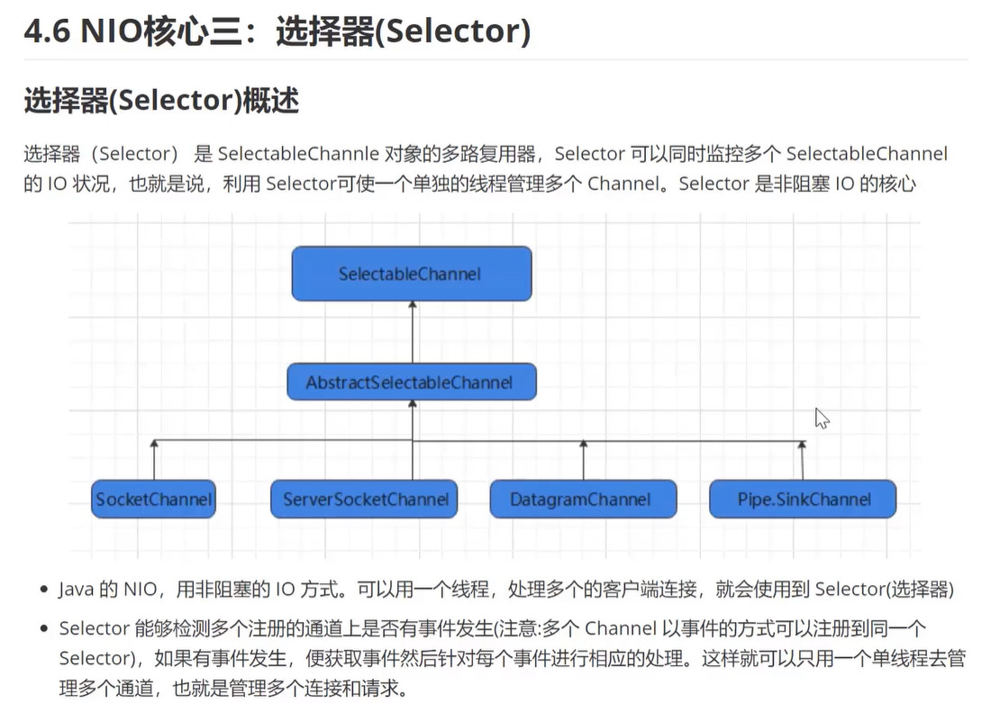 4.6 NIO核心三：选择器(Selector)
选择器(Selector)概述
选择器（Selector） 是 SelectableChannle 对象的多路复用器，Selector 可以同时监控多个 SelectableChannel
的 IO 状况，也就是说，利用 Selector可使一个单独的线程管理多个 Channel。Selector 是非阻塞 IO 的核心
SelectableChannel
AbstractSelectableChannel
SocketChannel
ServerSocketChannel
DatagramChannel
Pipe.SinkChannel
Java 的 NIO，用非阻塞的 IO 方式。可以用一个线程，处理多个的客户端连接，就会使用到 Selector(选择器)
Selector 能够检测多个注册的通道上是否有事件发生(注意:多个 Channel 以事件的方式可以注册到同一个
Selector)，如果有事件发生，便获取事件然后针对每个事件进行相应的处理。这样就可以只用一个单线程去管
理多个通道，也就是管理多个连接和请求。